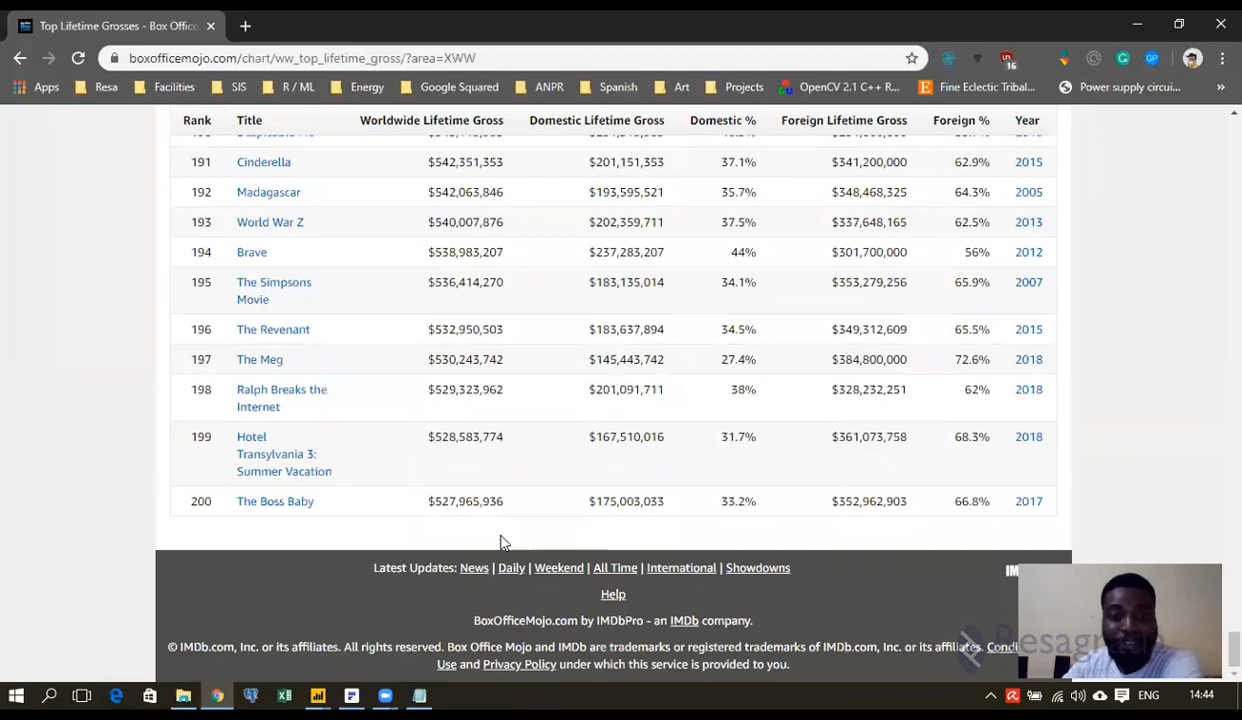 Top Lifetime Grosses - Box Office
boxofficemojo.com/chart/ww_top_lifetime_gross/?area=XWW
16
GP
Apps Resa Facilities SIS R / ML Energy Google Squared ANPR Spanish Art Projects OpenCV 2.1 C++ R... Fine Eclectic Tribal... Power supply circui... »
Rank Title Worldwide Lifetime Gross Domestic Lifetime Gross Domestic % Foreign Lifetime Gross Foreign % Year
191 Cinderella $542,351,353 $201,151,353 37.1% $341,200,000 62.9% 2015
192 Madagascar $542,063,846 $193,595,521 35.7% $348,468,325 64.3% 2005
193 World War Z $540,007,876 $202,359,711 37.5% $337,648,165 62.5% 2013
194 Brave $538,983,207 $237,283,207 44% $301,700,000 56% 2012
195 The Simpsons $536,414,270 $183,135,014 34.1% $353,279,256 65.9% 2007
Movie
196 The Revenant $532,950,503 $183,637,894 34.5% $349,312,609 65.5% 2015
197 The Meg $530,243,742 $145,443,742 27.4% $384,800,000 72.6% 2018
198 Ralph Breaks the $529,323,962 $201,091,711 38% $328,232,251 62% 2018
Internet
199 Hotel $528,583,774 $167,510,016 31.7% $361,073,758 68.3% 2018
Transylvania 3:
Summer Vacation
200 The Boss Baby $527,965,936 $175,003,033 33.2% $352,962,903 66.8% 2017
Latest Updates: News | Daily | Weekend | All Time | International | Showdowns
IM
Help
BoxOfficeMojo.com by IMDbPro - an IMDb company.
© IMDb.com, Inc. or its affiliates. All rights reserved. Box Office Mojo and IMDb are trademarks or registered trademarks of IMDb.com, Inc. or its affiliates. Condi
Use and Privacy Policy under which this service is provided to you.
ENG 14:44